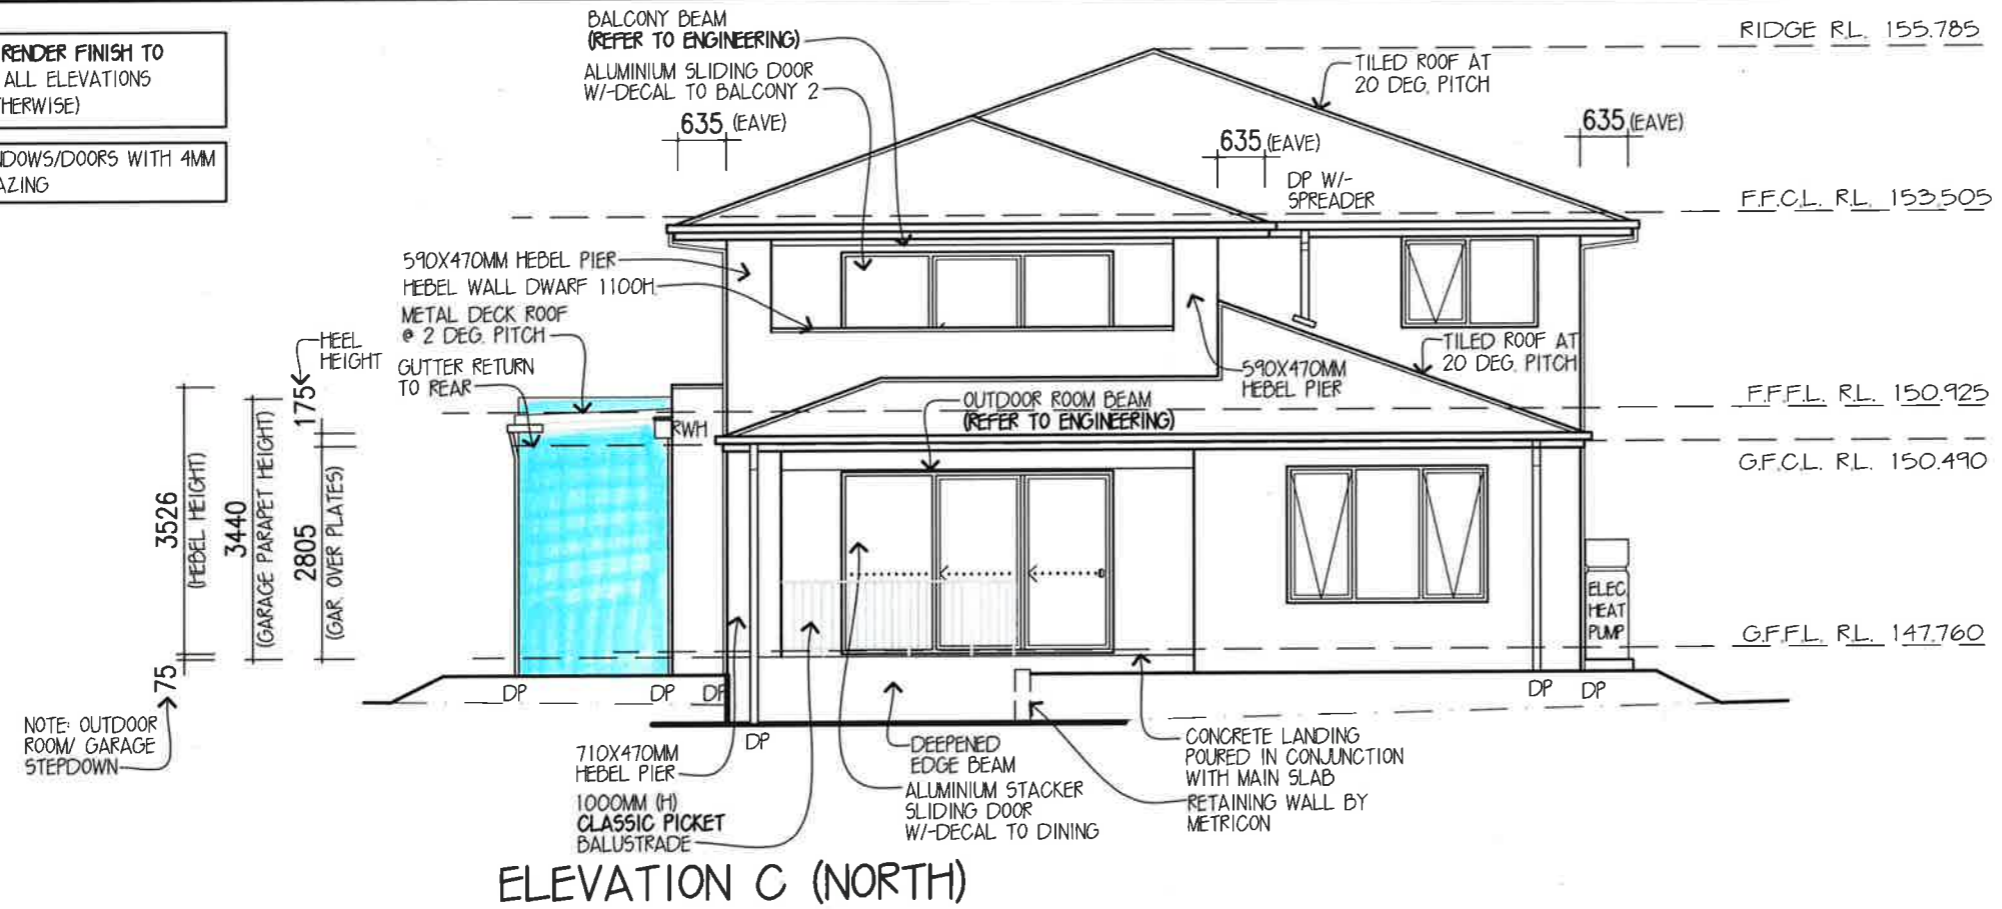 RENDER FINISH TO
ALL ELEVATIONS
HERWISE)
NDOWS/DOORS WITH 4MM
AZING
BALCONY BEAM
(REFER TO ENGINEERING)
ALUMINIUM SLIDING DOOR
W/-DECAL TO BALCONY 2
635 (EAVE)
635 (EAVE)
635 (EAVE)
TILED ROOF AT
20 DEG. PITCH
RIDGE R.L. 155.785
DP W/-
SPREADER
F.F.C.L. R.L. 153.505
590X470MM HEBEL PIER
HEBEL WALL DWARF 1100H
METAL DECK ROOF
@ 2 DEG. PITCH
HEEL
HEIGHT
GUTTER RETURN
TO REAR
TILED ROOF AT
20 DEG. PITCH
590X470MM
HEBEL PIER
OUTDOOR ROOM BEAM
(REFER TO ENGINEERING)
F.F.F.L. R.L. 150.925
RWH
G.F.C.L. R.L. 150.490
175
3526
(HEBEL HEIGHT)
3440
(GARAGE PARAPET HEIGHT)
2805
(GAR. OVER PLATES)
75
ELEC.
HEAT
PUMP
G.F.F.L. R.L. 147.760
DP
DP
DP
DP
DP
DP
NOTE: OUTDOOR
ROOM/ GARAGE
STEPDOWN
710X470MM
HEBEL PIER
1000MM (H)
CLASSIC PICKET
BALUSTRADE
DEEPENED
EDGE BEAM
ALUMINIUM STACKER
SLIDING DOOR
W/-DECAL TO DINING
CONCRETE LANDING
POURED IN CONJUNCTION
WITH MAIN SLAB
RETAINING WALL BY
METRICON
ELEVATION C (NORTH)